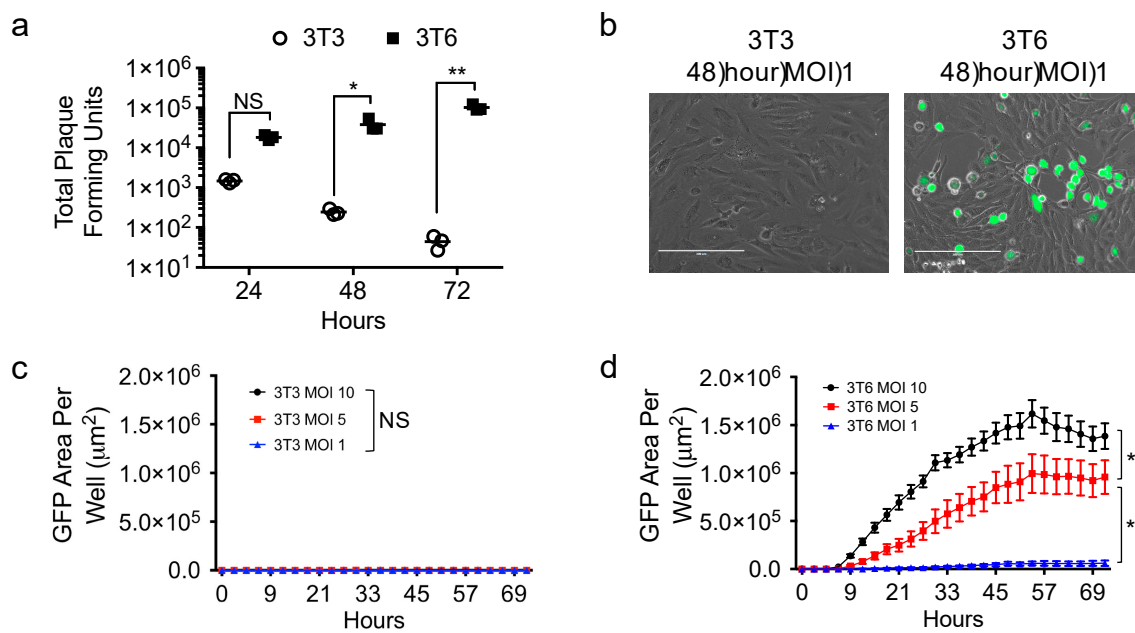 a
○ 3T3 ■ 3T6
Total Plaque
Forming Units
1×10⁶
1×10⁵
1×10⁴
1×10³
1×10²
1×10¹
NS
*
**
24 48 72
Hours
b
3T3
48)hour)MOI)1
3T6
48)hour)MOI)1
c
GFP Area Per
Well (μm²)
2.0×10⁶
1.5×10⁶
1.0×10⁶
5.0×10⁵
0.0
3T3 MOI 10
3T3 MOI 5
3T3 MOI 1
NS
0 9 21 33 45 57 69
Hours
d
GFP Area Per
Well (μm²)
2.0×10⁶
1.5×10⁶
1.0×10⁶
5.0×10⁵
0.0
3T6 MOI 10
3T6 MOI 5
3T6 MOI 1
*
*
0 9 21 33 45 57 69
Hours